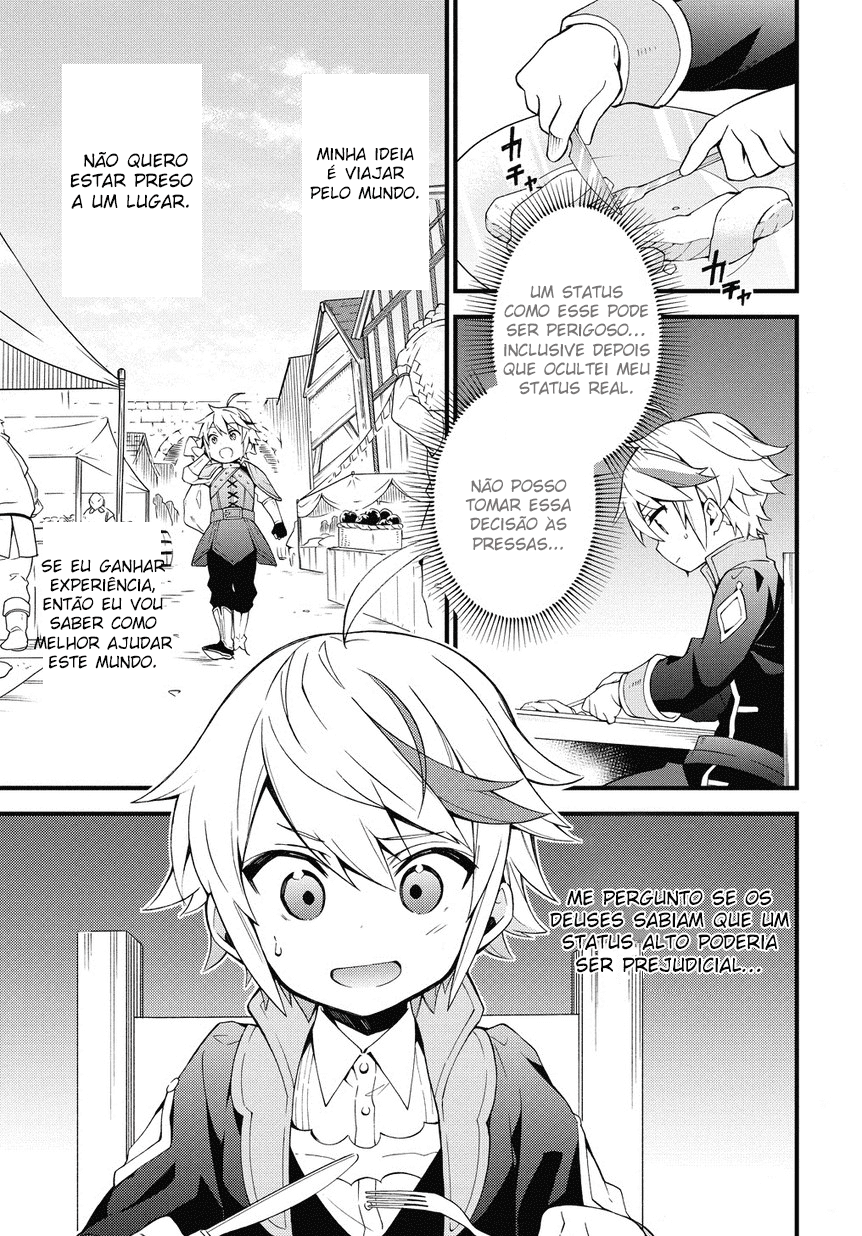 ガチャ
ガチャ
UM STATUS
COMO ESSE PODE
SER PERIGOSO...
INCLUSIVE DEPOIS
QUE OCULTEI MEU
STATUS REAL.
NÃO POSSO
TOMAR ESSA
DECISÃO ÀS
PRESSAS...
MINHA IDEIA
É VIAJAR
PELO MUNDO.
NÃO QUERO
ESTAR PRESO
A UM LUGAR.
SE EU GANHAR
EXPERIÊNCIA,
ENTÃO EU VOU
SABER COMO
MELHOR AJUDAR
ESTE MUNDO.
ME PERGUNTO SE OS
DEUSES SABIAM QUE UM
STATUS ALTO PODERIA
SER PREJUDICIAL...